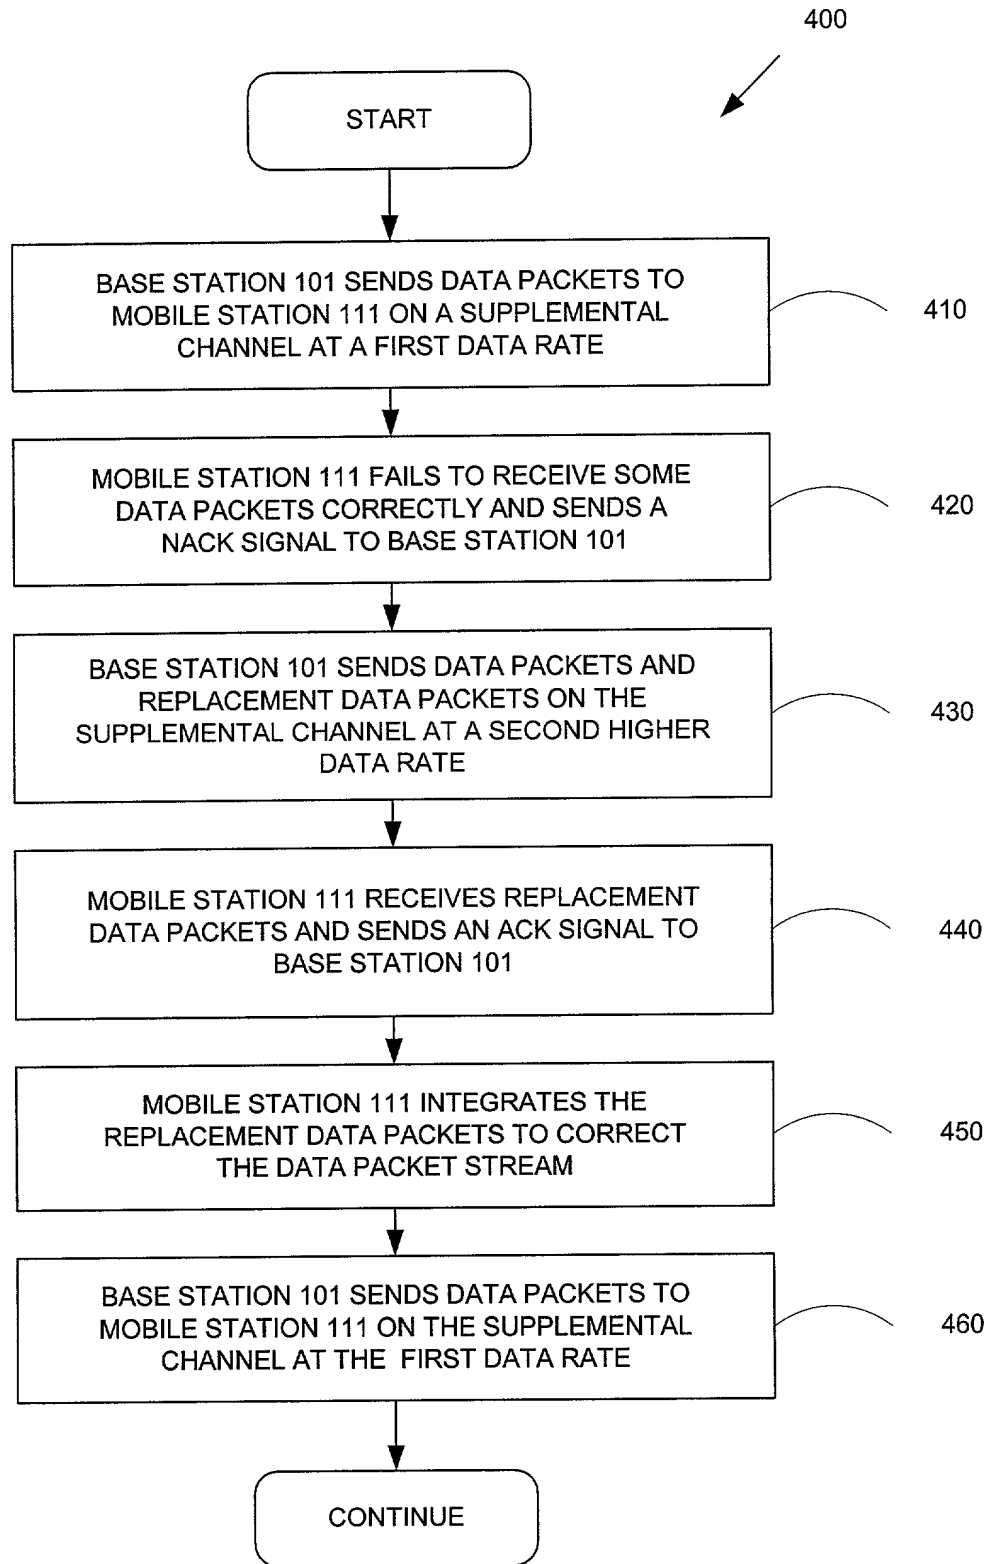 400
START
BASE STATION 101 SENDS DATA PACKETS TO
MOBILE STATION 111 ON A SUPPLEMENTAL
CHANNEL AT A FIRST DATA RATE
410
MOBILE STATION 111 FAILS TO RECEIVE SOME
DATA PACKETS CORRECTLY AND SENDS A
NACK SIGNAL TO BASE STATION 101
420
BASE STATION 101 SENDS DATA PACKETS AND
REPLACEMENT DATA PACKETS ON THE
SUPPLEMENTAL CHANNEL AT A SECOND HIGHER
DATA RATE
430
MOBILE STATION 111 RECEIVES REPLACEMENT
DATA PACKETS AND SENDS AN ACK SIGNAL TO
BASE STATION 101
440
MOBILE STATION 111 INTEGRATES THE
REPLACEMENT DATA PACKETS TO CORRECT
THE DATA PACKET STREAM
450
BASE STATION 101 SENDS DATA PACKETS TO
MOBILE STATION 111 ON THE SUPPLEMENTAL
CHANNEL AT THE FIRST DATA RATE
460
CONTINUE